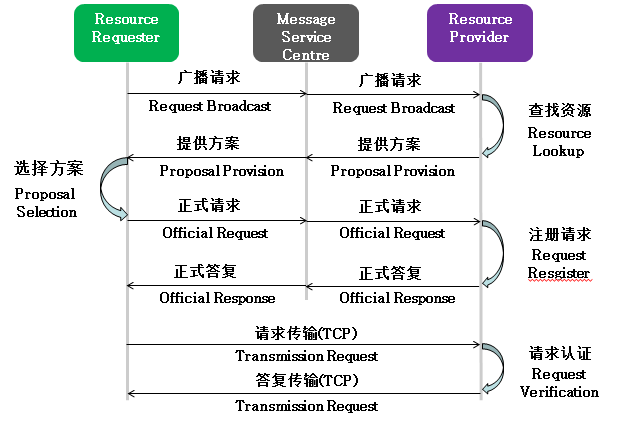 Resource
Requester
Message
Service
Centre
Resource
Provider
广播请求
Request Broadcast
广播请求
Request Broadcast
查找资源
Resource
Lookup
提供方案
Proposal Provision
提供方案
Proposal Provision
选择方案
Proposal
Selection
正式请求
Official Request
正式请求
Official Request
注册请求
Request
Resgister
正式答复
Official Response
正式答复
Official Response
请求传输(TCP)
Transmission Request
请求认证
Request
Verification
答复传输(TCP)
Transmission Request